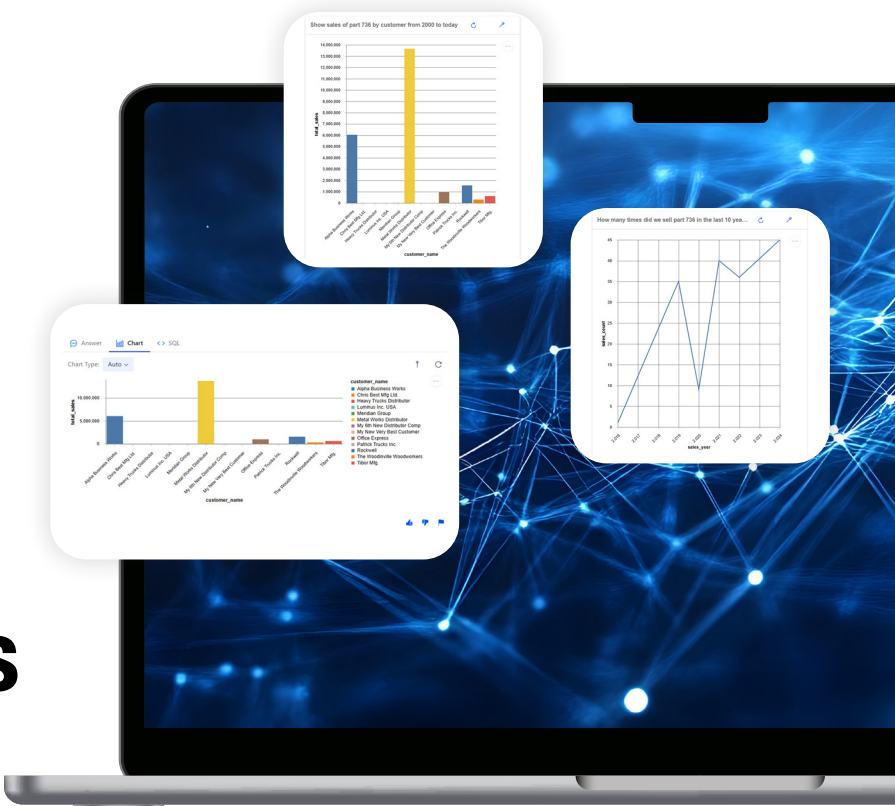 Show sales of part 736 by customer from 2000 to today
14,000,000
13,000,000
12,000,000
11,000,000
10,000,000
9,000,000
8,000,000
7,000,000
6,000,000
5,000,000
4,000,000
3,000,000
2,000,000
1,000,000
0
total_sales
Alpha Business Works
Chris Best Mfg Ltd.
Heavy Trucks Distributor
Luminus Inc. USA
Meridian Group
Metal Works Distributor
My 6th New Distributor Comp
My New Very Best Customer
Office Express
Patrick Trucks Inc.
Rockwell
The Woodinville Woodworkers
Tibor Mfg.
customer_name
How many times did we sell part 736 in the last 10 yea...
45
40
35
30
25
20
15
10
5
0
sales_count
2,010
2,017
2,018
2,019
2,020
2,021
2,022
2,023
2,024
sales_year
Answer
Chart
<> SQL
Chart Type:
Auto
10,000,000
5,000,000
0
total_sales
Alpha Business Works
Chris Best Mfg Ltd.
Heavy Trucks Distributor
Luminus Inc. USA
Meridian Group
Metal Works Distributor
My 6th New Distributor Comp
My New Very Best Customer
Office Express
Patrick Trucks Inc.
Rockwell
The Woodinville Woodworkers
Tibor Mfg.
customer_name
customer_name
Alpha Business Works
Chris Best Mfg Ltd.
Heavy Trucks Distributor
Luminus Inc. USA
Meridian Group
Metal Works Distributor
My 6th New Distributor Comp
My New Very Best Customer
Office Express
Patrick Trucks Inc
Rockwell
The Woodinville Woodworkers
Tibor Mfg.
s